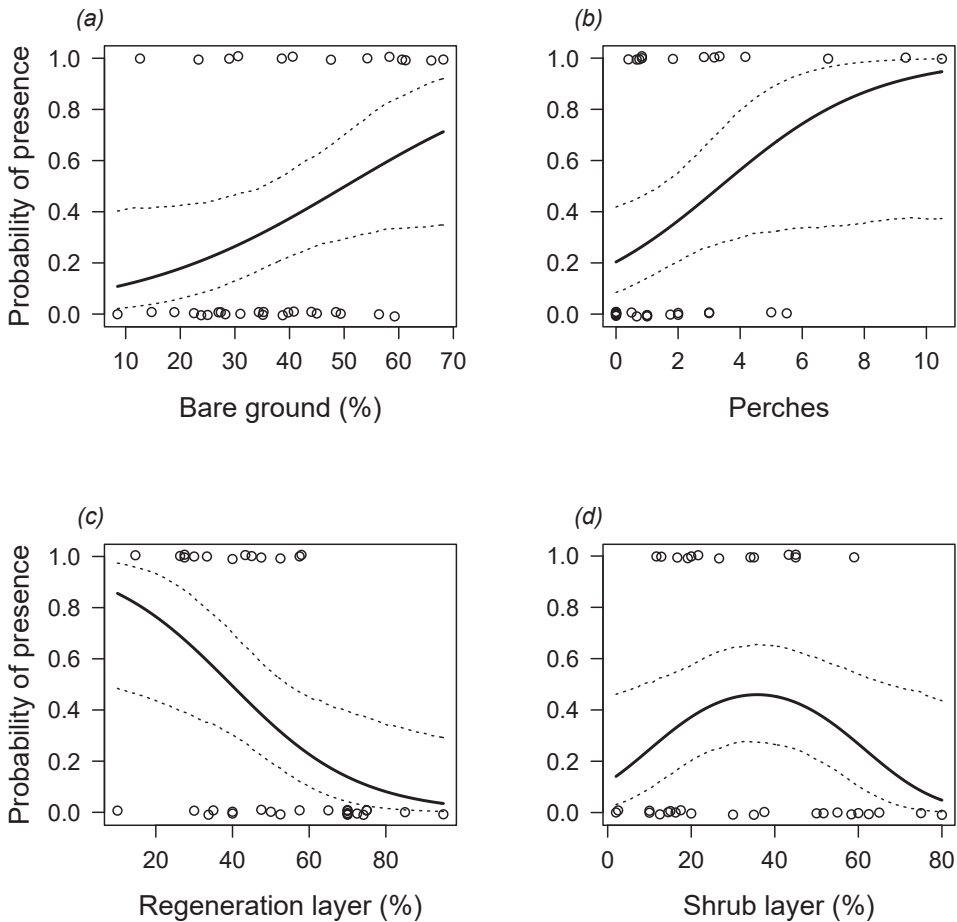 (a)
Probability of presence
1.0
0.8
0.6
0.4
0.2
0.0
10 20 30 40 50 60 70
Bare ground (%)
(b)
1.0
0.8
0.6
0.4
0.2
0.0
0 2 4 6 8 10
Perches
(c)
Probability of presence
1.0
0.8
0.6
0.4
0.2
0.0
20 40 60 80
Regeneration layer (%)
(d)
1.0
0.8
0.6
0.4
0.2
0.0
0 20 40 60 80
Shrub layer (%)